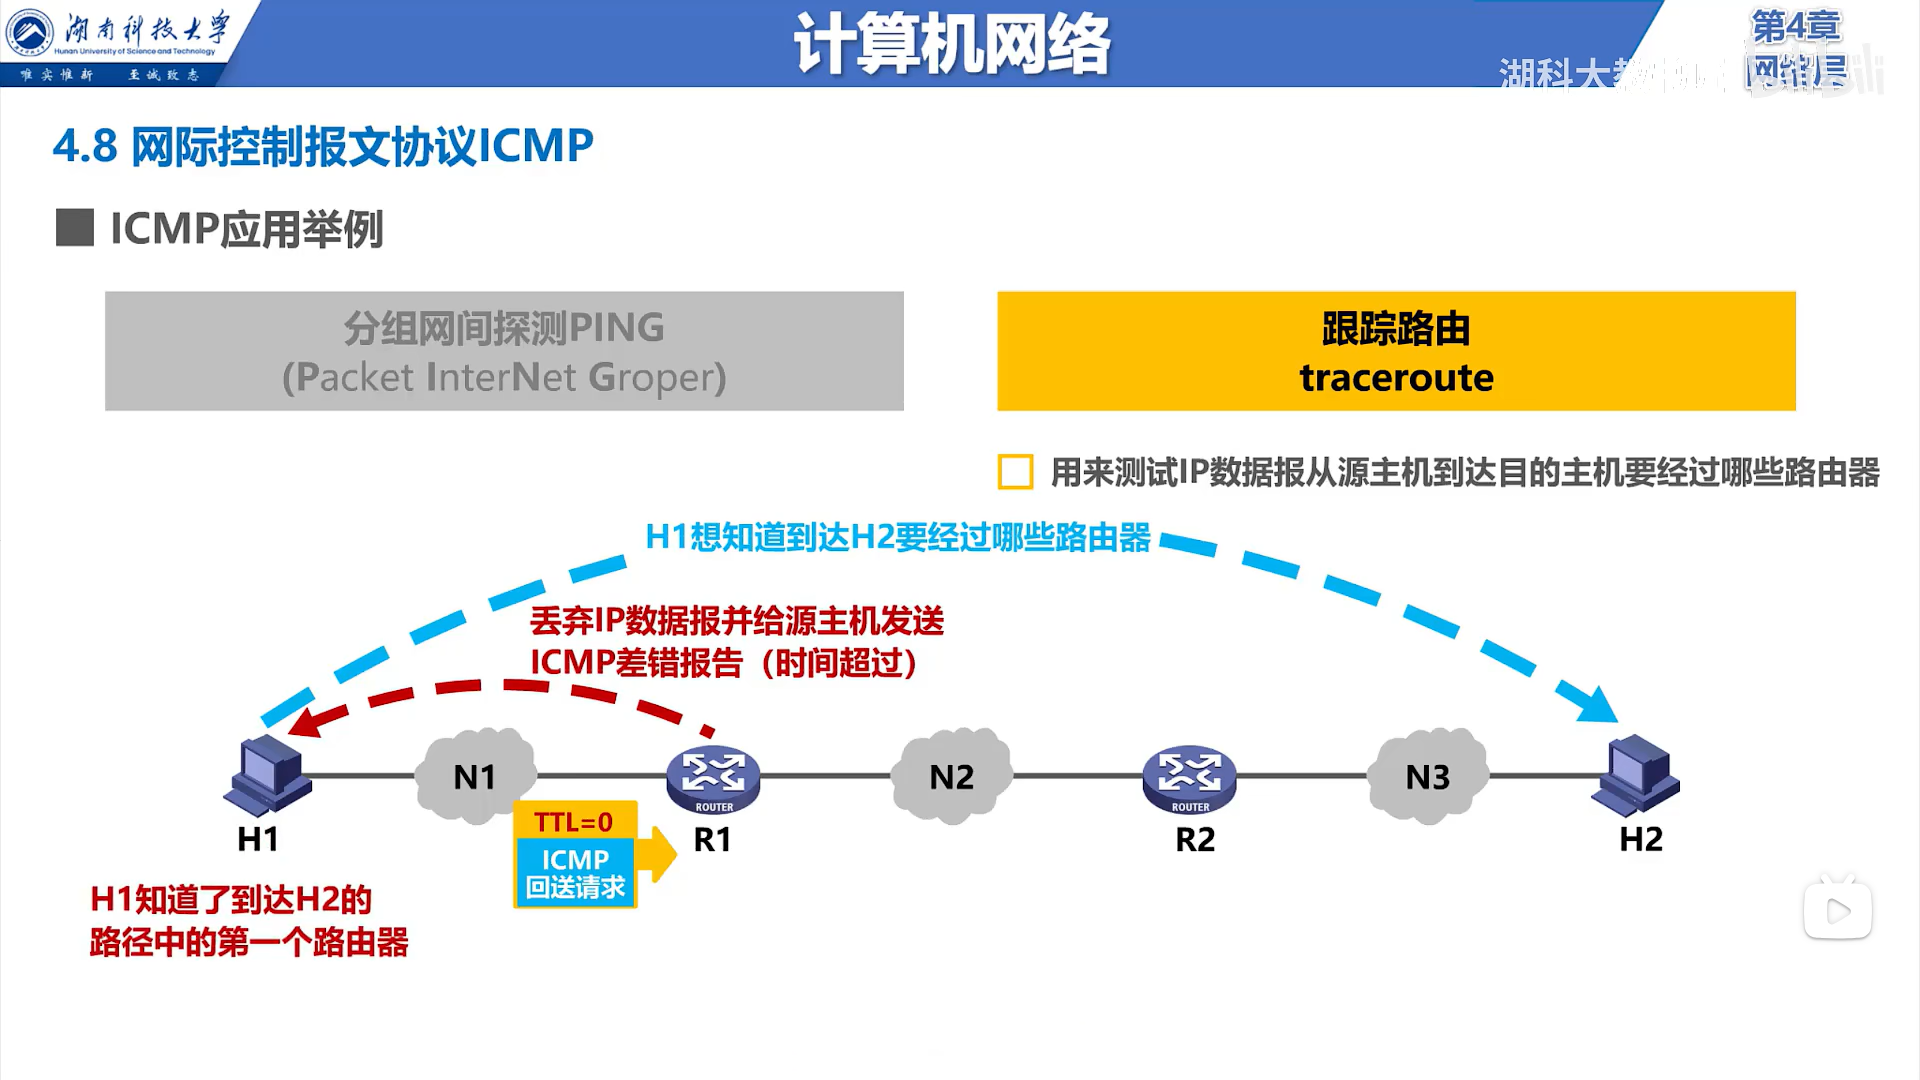 湖南科技大学
Hunan University of Science and Technology
唯实惟新 至诚致志
计算机网络
第4章
网络层
湖科大教书匠
4.8 网际控制报文协议ICMP
ICMP应用举例
分组网间探测PING
(Packet InterNet Groper)
跟踪路由
traceroute
用来测试IP数据报从源主机到达目的主机要经过哪些路由器
H1想知道到达H2要经过哪些路由器
丢弃IP数据报并给源主机发送
ICMP差错报告（时间超过）
N1
N2
N3
ROUTER
ROUTER
H1
R1
R2
H2
TTL=0
ICMP
回送请求
H1知道了到达H2的
路径中的第一个路由器